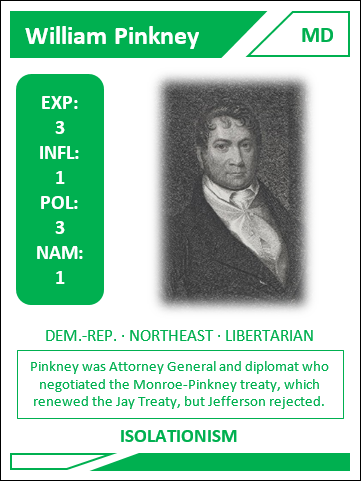 William Pinkney
MD
EXP:
3
INFL:
1
POL:
3
NAM:
1
DEM.-REP. · NORTHEAST · LIBERTARIAN
Pinkney was Attorney General and diplomat who
negotiated the Monroe-Pinkney treaty, which
renewed the Jay Treaty, but Jefferson rejected.
ISOLATIONISM